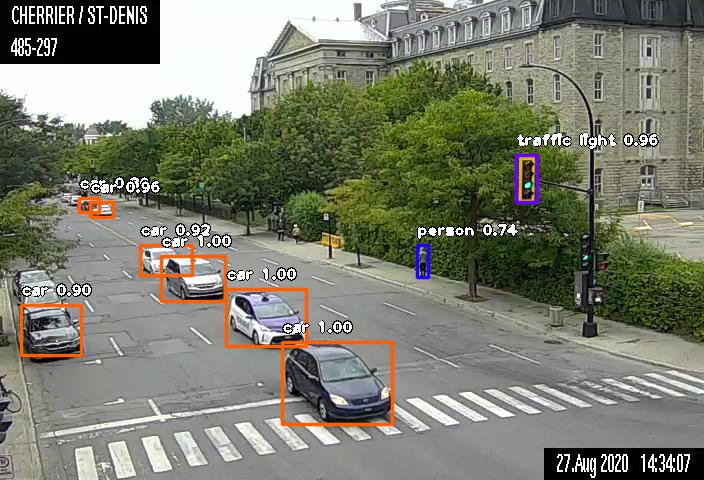 CHERRIER / ST-DENIS
485-297
traffic light 0.96
car 0.96
person 0.74
car 0.92
car 1.00
car 1.00
car 0.90
car 1.00
27.Aug 2020 14:34:07